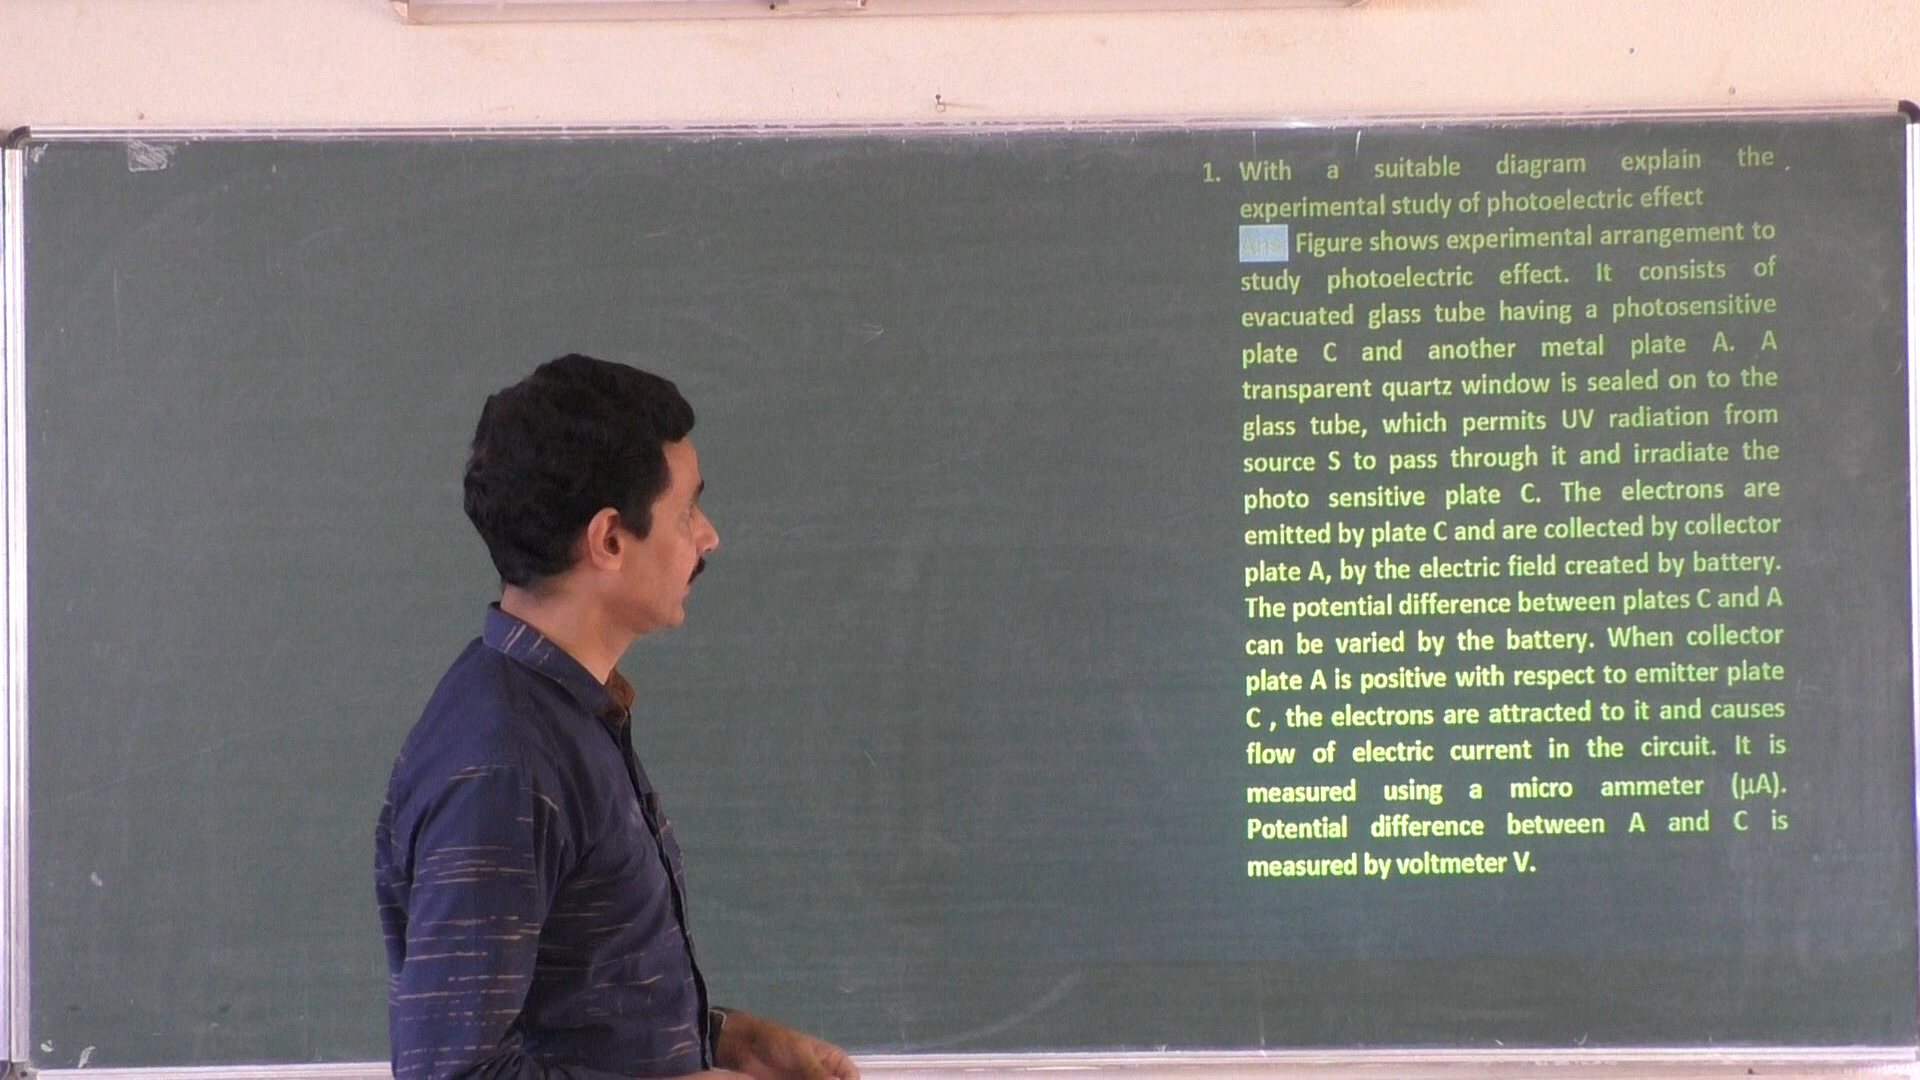 1. With a suitable diagram explain the
experimental study of photoelectric effect
Ans: Figure shows experimental arrangement to
study photoelectric effect. It consists of
evacuated glass tube having a photosensitive
plate C and another metal plate A. A
transparent quartz window is sealed on to the
glass tube, which permits UV radiation from
source S to pass through it and irradiate the
photo sensitive plate C. The electrons are
emitted by plate C and are collected by collector
plate A, by the electric field created by battery.
The potential difference between plates C and A
can be varied by the battery. When collector
plate A is positive with respect to emitter plate
C , the electrons are attracted to it and causes
flow of electric current in the circuit. It is
measured using a micro ammeter (μA).
Potential difference between A and C is
measured by voltmeter V.